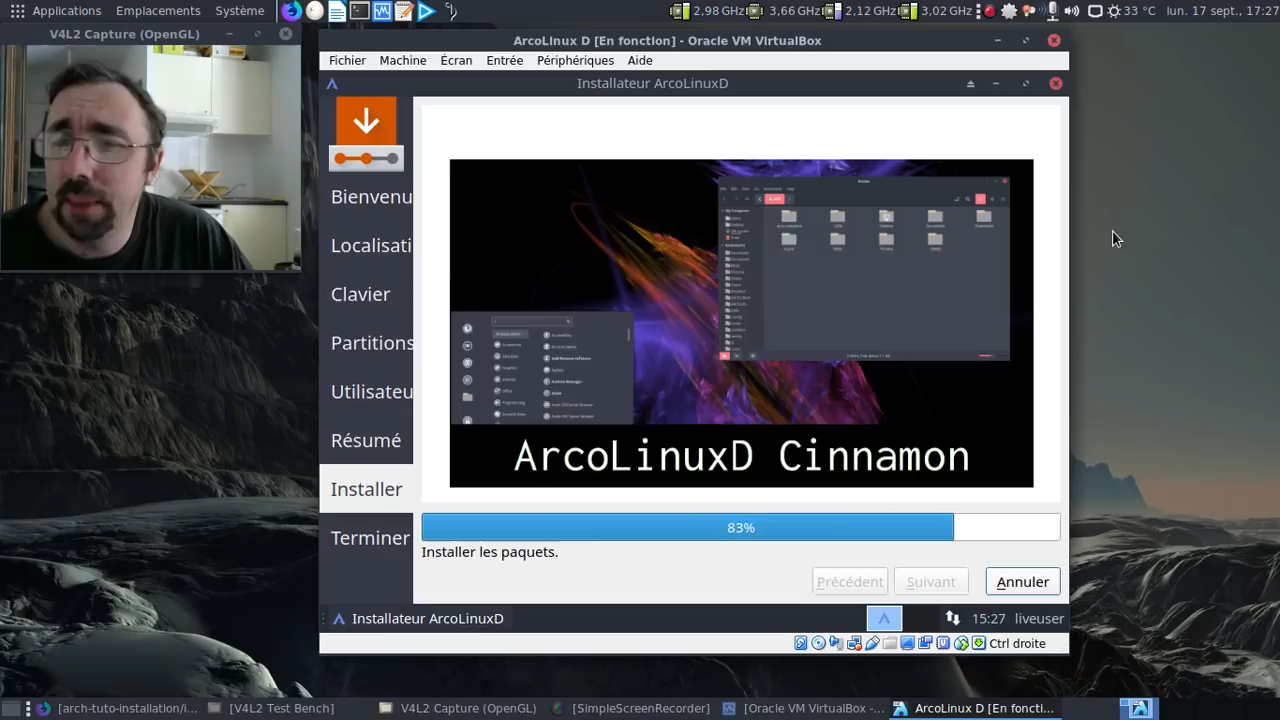 Applications Emplacements Système
2,98 GHz 3,66 GHz 2,12 GHz 3,02 GHz 33 °C lun. 17 sept., 17:27
V4L2 Capture (OpenGL)
ArcoLinux D [En fonction] - Oracle VM VirtualBox
Fichier Machine Écran Entrée Périphériques Aide
Installateur ArcoLinuxD
Bienvenu
Localisati
Clavier
Partitions
Utilisateu
Résumé
Installer
Terminer
ArcoLinuxD Cinnamon
83%
Installer les paquets.
Précédent Suivant Annuler
Installateur ArcoLinuxD 15:27 liveuser
Ctrl droite
[arch-tuto-installation/i... [V4L2 Test Bench] V4L2 Capture (OpenGL) [SimpleScreenRecorder] [Oracle VM VirtualBox -... ArcoLinux D [En foncti...